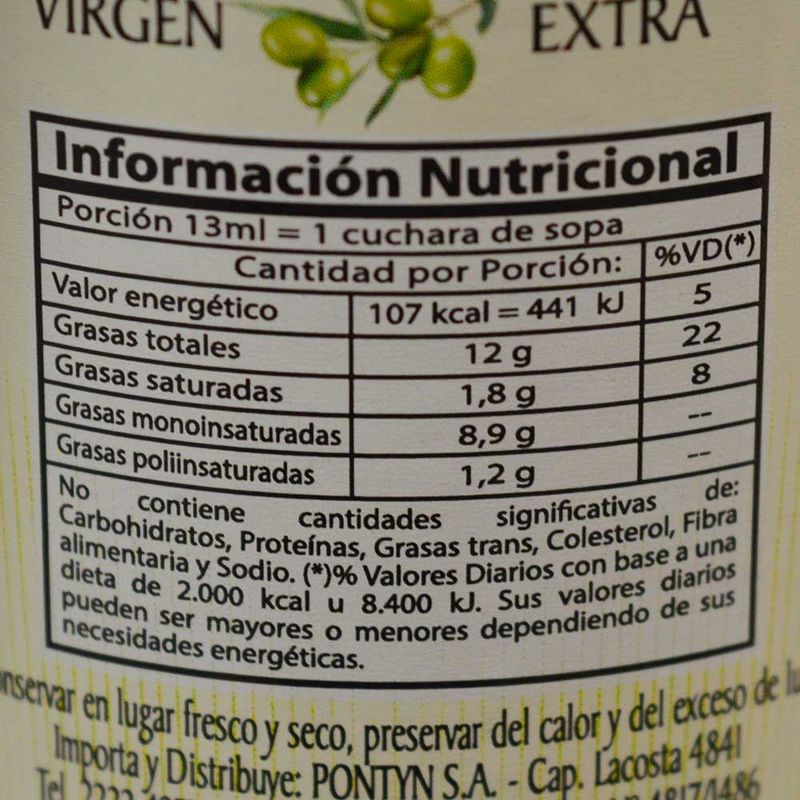 VIRGEN EXTRA
Información Nutricional
Porción 13ml = 1 cuchara de sopa
Cantidad por Porción: %VD(*)
Valor energético 107 kcal = 441 kJ 5
Grasas totales 12 g 22
Grasas saturadas 1,8 g 8
Grasas monoinsaturadas 8,9 g --
Grasas poliinsaturadas 1,2 g --
No contiene cantidades significativas de:
Carbohidratos, Proteínas, Grasas trans, Colesterol, Fibra
alimentaria y Sodio. (*)% Valores Diarios con base a una
dieta de 2.000 kcal u 8.400 kJ. Sus valores diarios
pueden ser mayores o menores dependiendo de sus
necesidades energéticas.
en lugar fresco y seco, preservar del calor y del exceso de
Importa y Distribuye: PONTYN S.A. - Cap. Lacosta 4841
Tel